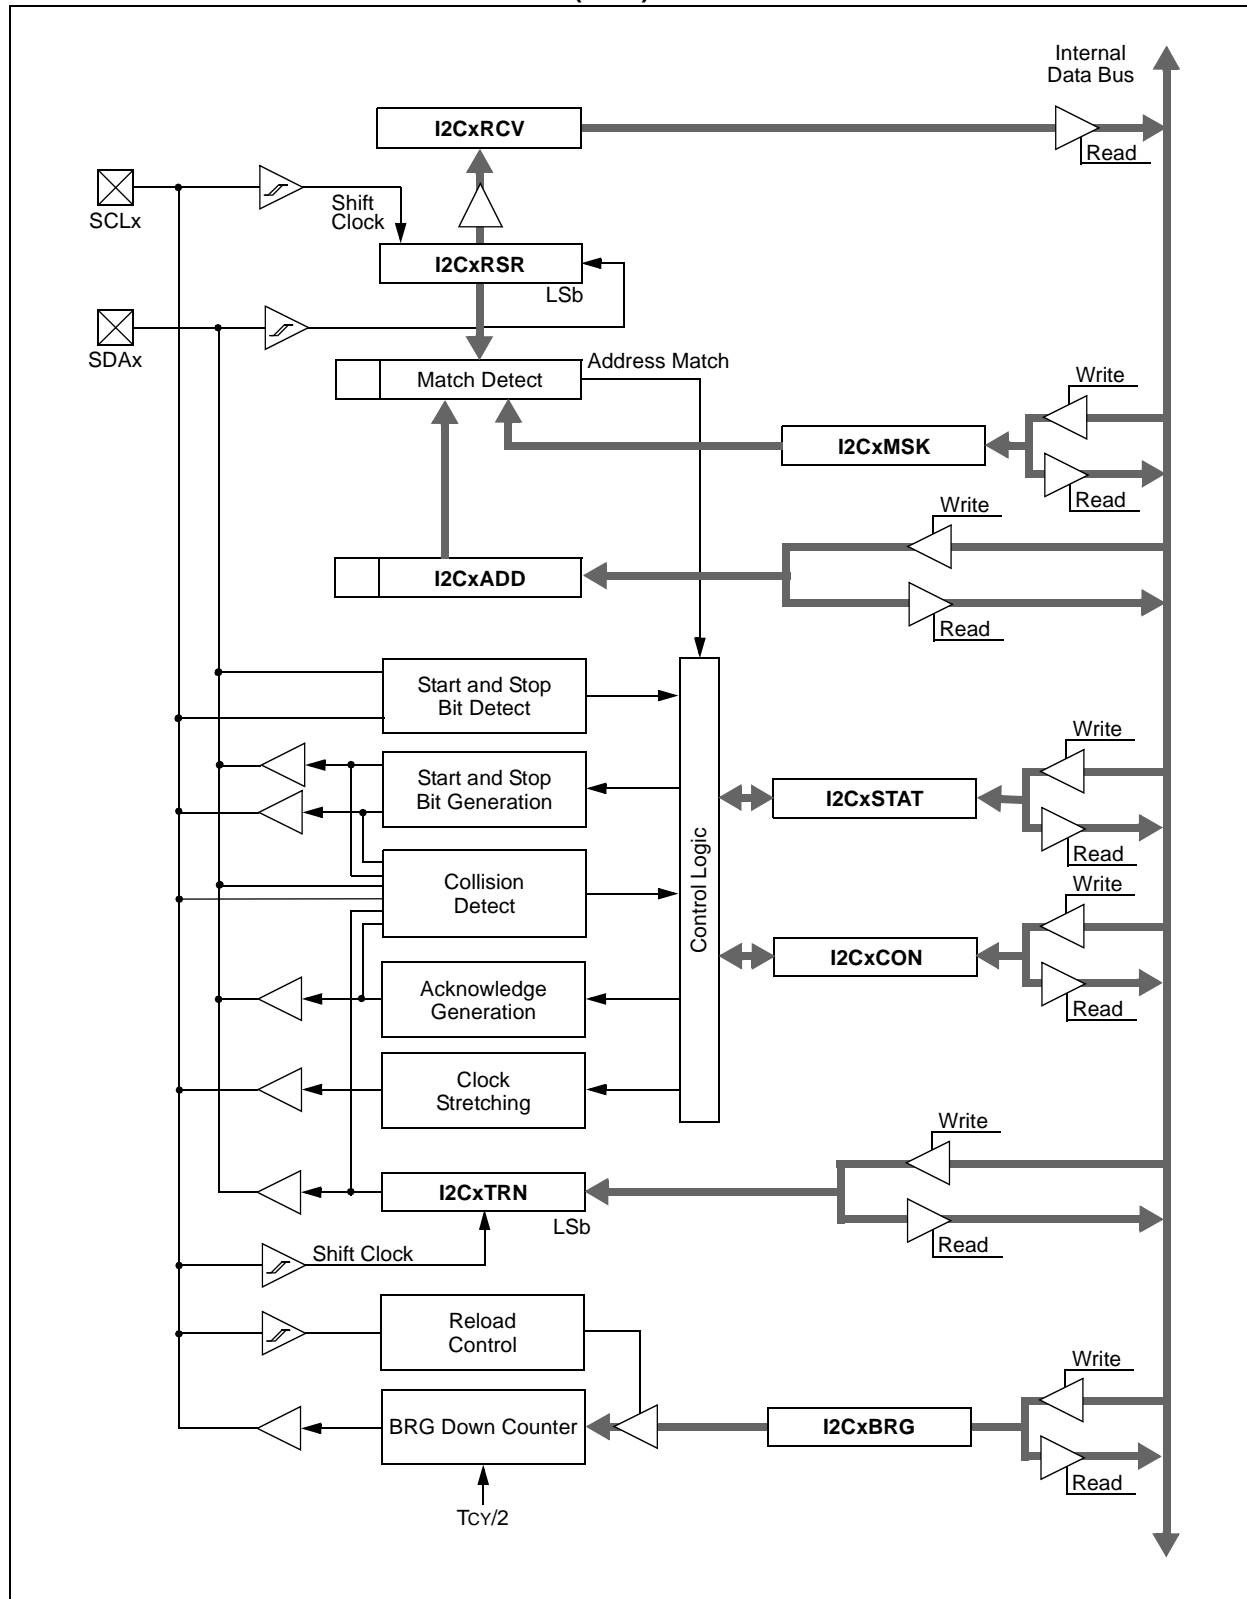 Internal
Data Bus
I2CxRCV
Read
SCLx
Shift
Clock
I2CxRSR
LSb
SDAx
Address Match
Match Detect
Write
I2CxMSK
Read
Write
I2CxADD
Read
Start and Stop
Bit Detect
Write
Start and Stop
Bit Generation
I2CxSTAT
Read
Control Logic
Collision
Detect
Write
I2CxCON
Read
Acknowledge
Generation
Clock
Stretching
Write
I2CxTRN
LSb
Read
Shift Clock
Reload
Control
Write
BRG Down Counter
I2CxBRG
Read
TCY/2